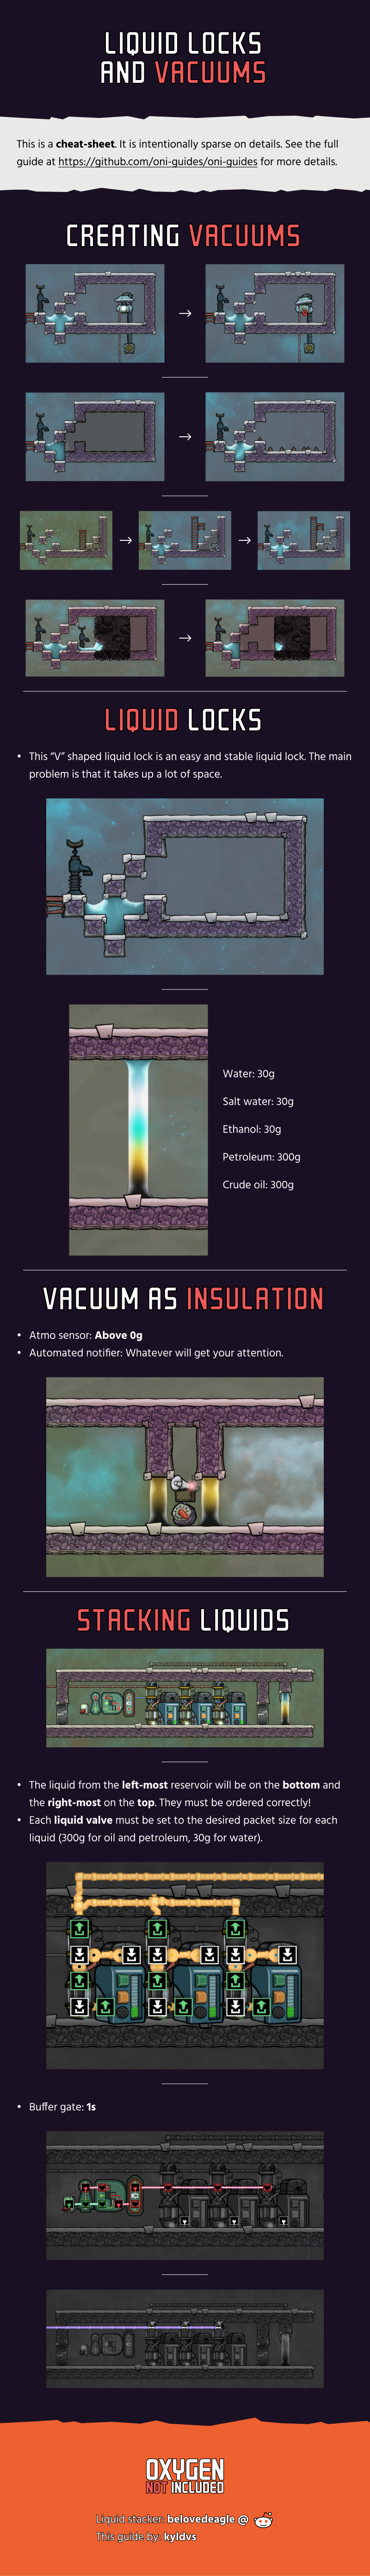 LIQUID LOCKS
AND VACUUMS
This is a cheat-sheet. It is intentionally sparse on details. See the full
guide at https://github.com/oni-guides/oni-guides for more details.
CREATING VACUUMS
LIQUID LOCKS
• This “V” shaped liquid lock is an easy and stable liquid lock. The main
problem is that it takes up a lot of space.
Water: 30g
Salt water: 30g
Ethanol: 30g
Petroleum: 300g
Crude oil: 300g
VACUUM AS INSULATION
• Atmo sensor: Above 0g
• Automated notifier: Whatever will get your attention.
STACKING LIQUIDS
• The liquid from the left-most reservoir will be on the bottom and
the right-most on the top. They must be ordered correctly!
• Each liquid valve must be set to the desired packet size for each
liquid (300g for oil and petroleum, 30g for water).
• Buffer gate: 1s
OXYGEN
NOT INCLUDED
Liquid stacker: belovedeagle @
This guide by: kyldvs